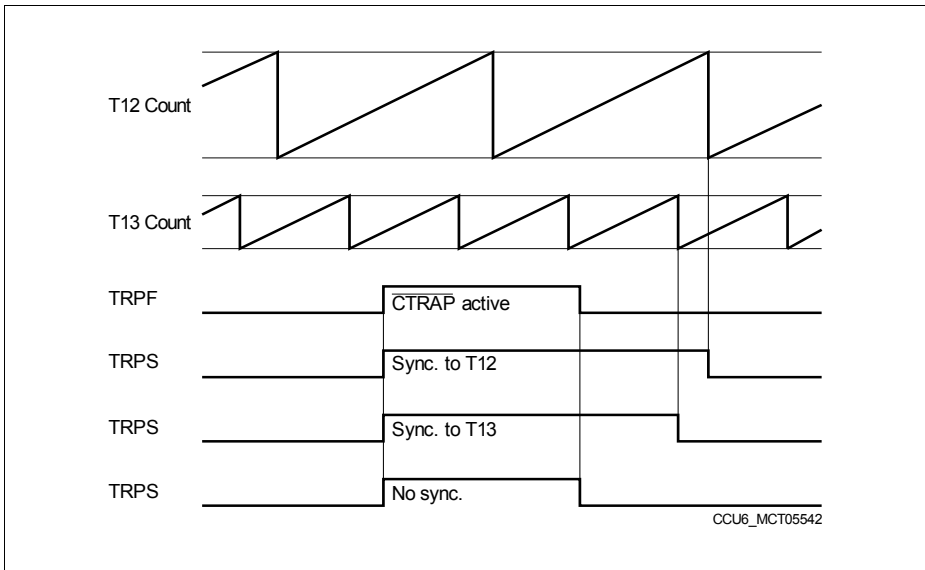 T12 Count
T13 Count
TRPF
CTRAP active
TRPS
Sync. to T12
TRPS
Sync. to T13
TRPS
No sync.
CCU6_MCT05542